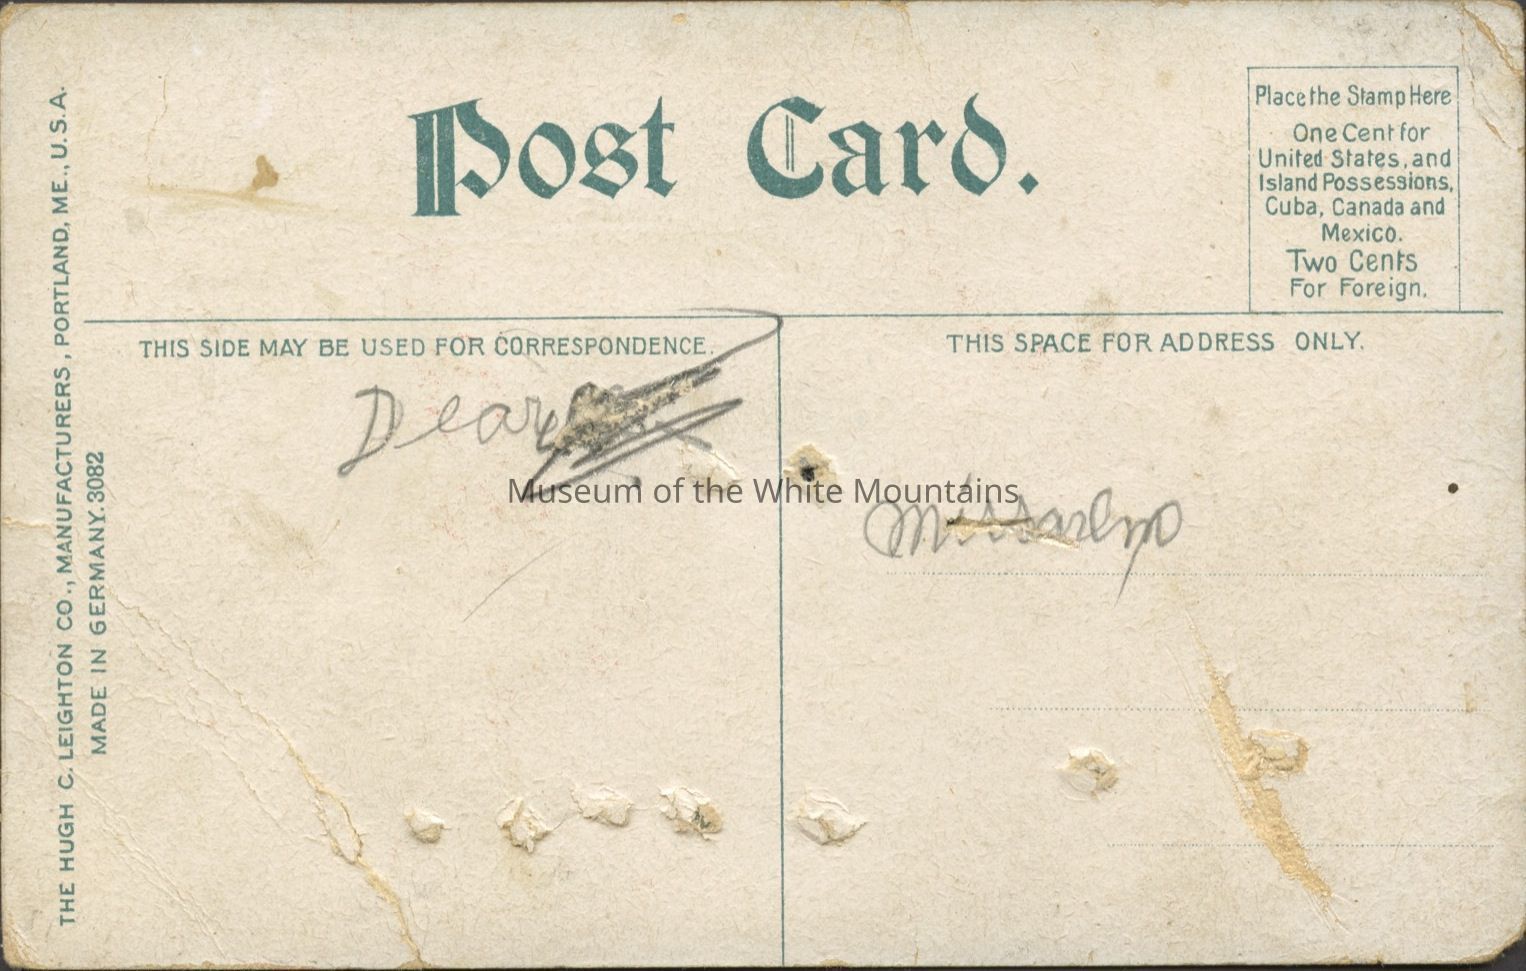 Post Card.
Place the Stamp Here
One Cent for
United States, and
Island Possessions,
Cuba, Canada and
Mexico.
Two Cents
For Foreign.
THIS SIDE MAY BE USED FOR CORRESPONDENCE.
THIS SPACE FOR ADDRESS ONLY.
Dear
Museum of the White Mountains
THE HUGH C. LEIGHTON CO., MANUFACTURERS, PORTLAND, ME., U.S.A.
MADE IN GERMANY. 3082